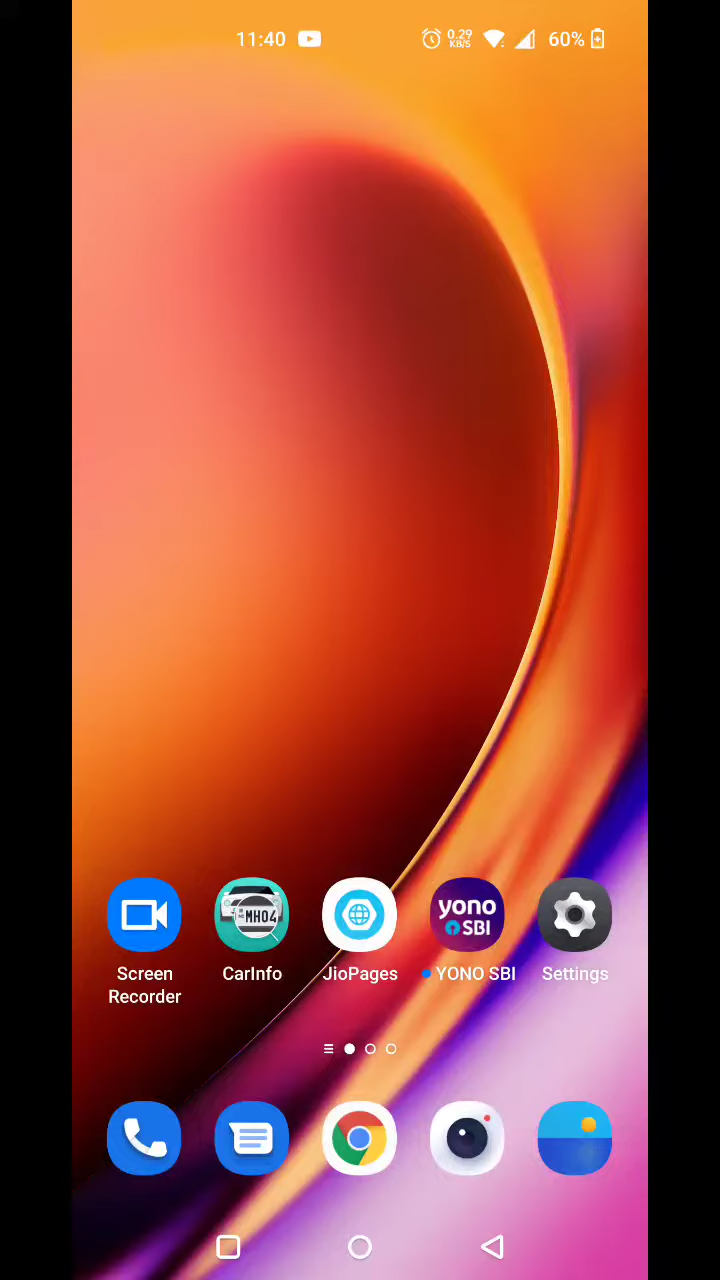 11:40
0.29
KB/S
60%
MH04
yono
SBI
Screen
Recorder
CarInfo
JioPages
YONO SBI
Settings